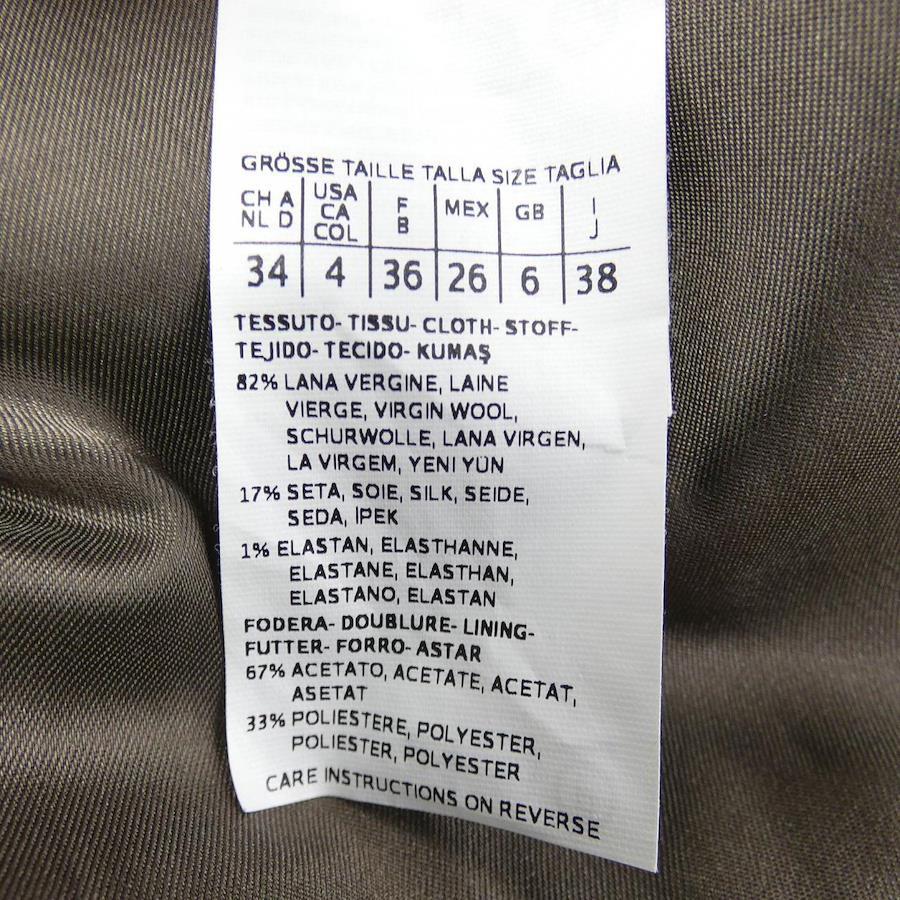 GRÖSSE TAILLE TALLA SIZE TAGLIA
CH A NL D | USA CA COL | F B | MEX | GB | I J
34 | 4 | 36 | 26 | 6 | 38
TESSUTO- TISSU- CLOTH- STOFF-
TEJIDO- TECIDO- KUMAŞ
82% LANA VERGINE, LAINE
VIERGE, VIRGIN WOOL,
SCHURWOLLE, LANA VIRGEN,
LA VIRGEM, YENI YÜN
17% SETA, SOIE, SILK, SEIDE,
SEDA, İPEK
1% ELASTAN, ELASTHANNE,
ELASTANE, ELASTHAN,
ELASTANO, ELASTAN
FODERA- DOUBLURE- LINING-
FUTTER- FORRO- ASTAR
67% ACETATO, ACETATE, ACETAT,
ASETAT
33% POLIESTERE, POLYESTER,
POLIESTER, POLYESTER
CARE INSTRUCTIONS ON REVERSE